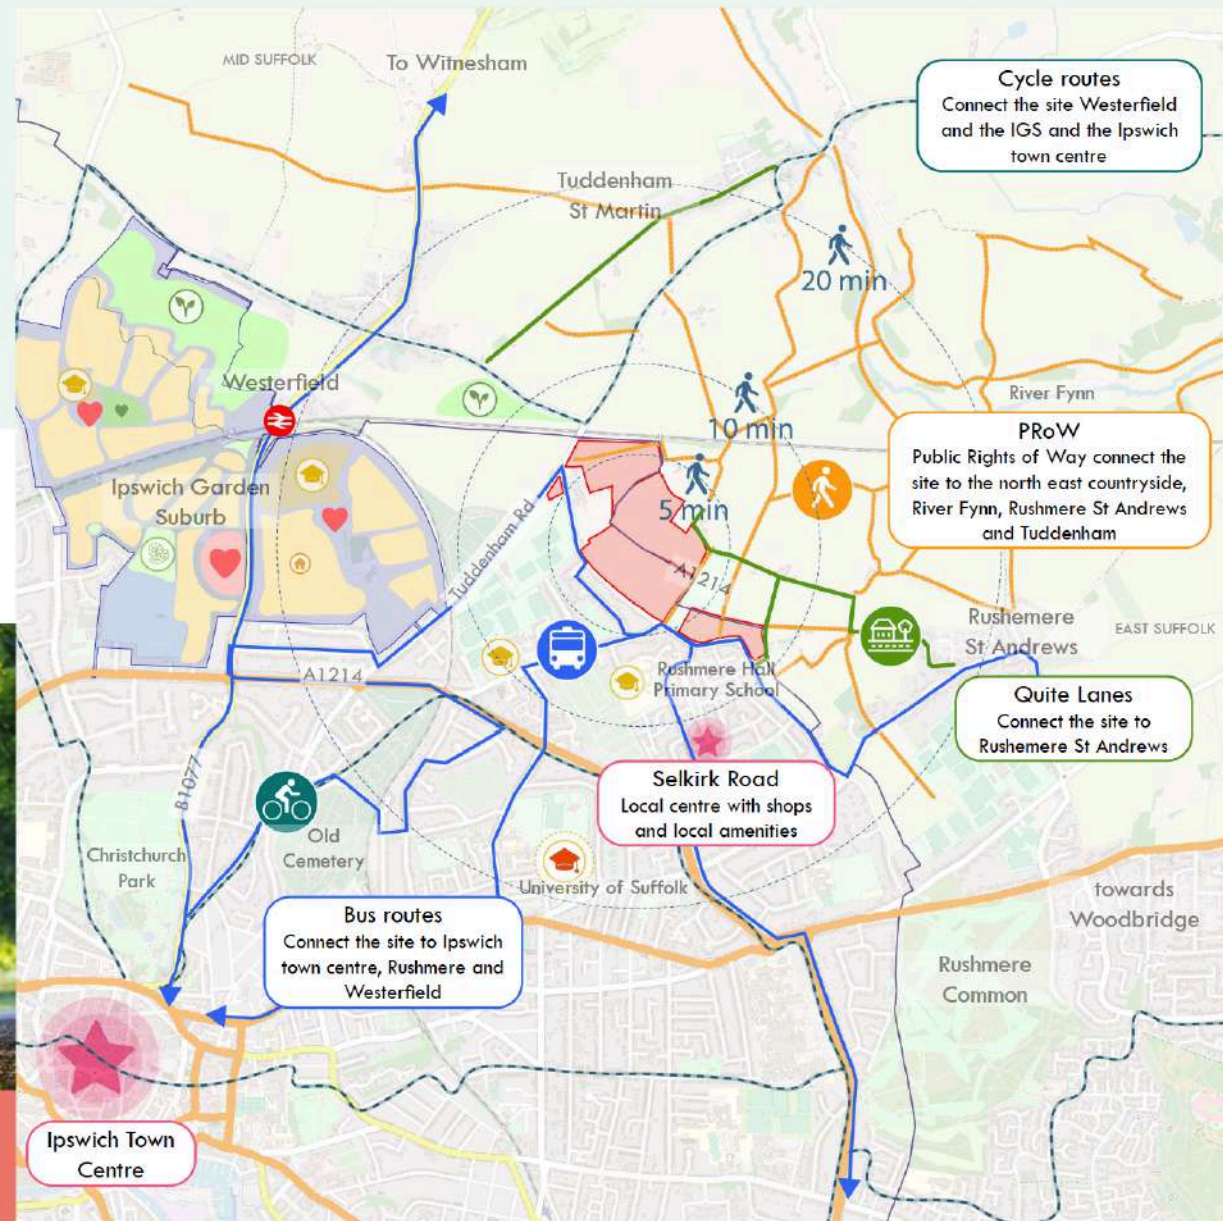 MID SUFFOLK
To Witnesham
Cycle routes
Connect the site Westerfield
and the IGS and the Ipswich
town centre
Tuddenham
St Martin
20 min
Westerfield
River Fynn
10 min
PRoW
Public Rights of Way connect the
site to the north east countryside,
River Fynn, Rushmere St Andrews
and Tuddenham
Ipswich Garden
Suburb
5 min
Tuddenham Rd
A1214
Rushemere
St Andrews
EAST SUFFOLK
A1214
Rushmere Hall
Primary School
Quite Lanes
Connect the site to
Rushemere St Andrews
B1077
Selkirk Road
Local centre with shops
and local amenities
Old
Cemetery
Christchurch
Park
University of Suffolk
towards
Woodbridge
Bus routes
Connect the site to Ipswich
town centre, Rushmere and
Westerfield
Rushmere
Common
Ipswich Town
Centre